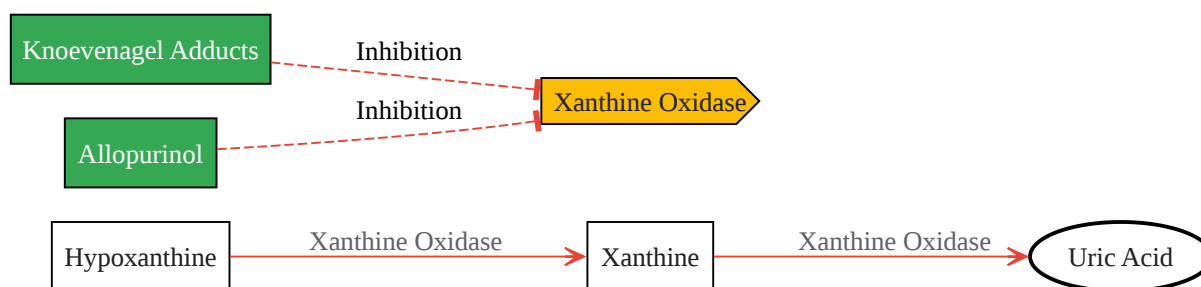 Knoevenagel Adducts
Inhibition
Xanthine Oxidase
Inhibition
Allopurinol
Hypoxanthine
Xanthine Oxidase
Xanthine
Xanthine Oxidase
Uric Acid